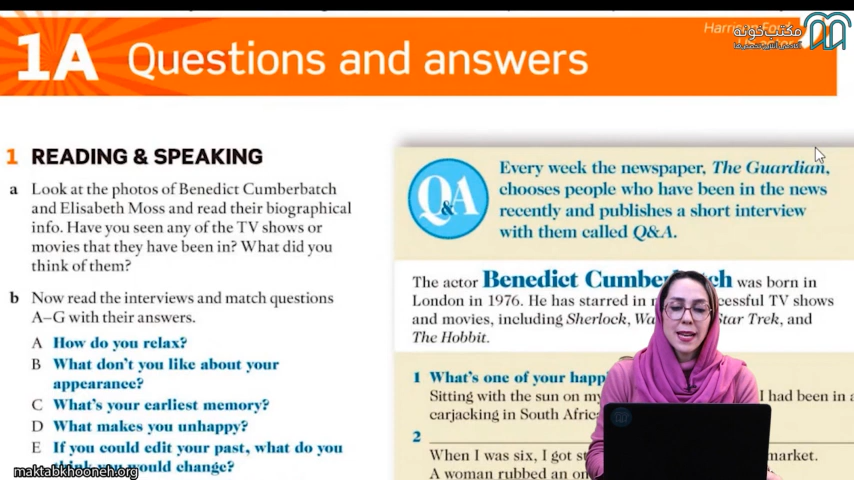 Harrison Ford
مکتب‌خونه
1A Questions and answers
1 READING & SPEAKING
a Look at the photos of Benedict Cumberbatch
and Elisabeth Moss and read their biographical
info. Have you seen any of the TV shows or
movies that they have been in? What did you
think of them?
b Now read the interviews and match questions
A–G with their answers.
A How do you relax?
B What don't you like about your
appearance?
C What's your earliest memory?
D What makes you unhappy?
E If you could edit your past, what do you
would change?
maktabkhooneh.org
Q&A
Every week the newspaper, The Guardian,
chooses people who have been in the news
recently and publishes a short interview
with them called Q&A.
The actor Benedict Cumberbatch was born in
London in 1976. He has starred in TV shows
and movies, including Sherlock, Star Trek, and
The Hobbit.
1 What's one of your
Sitting with the sun on my I had been in a
carjacking in South
2
When I was six, I got market.
A woman rubbed an